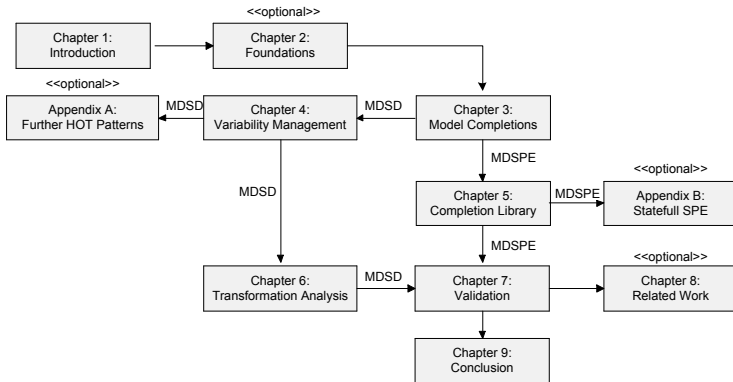 <<optional>>
Chapter 1:
Introduction
Chapter 2:
Foundations
<<optional>>
Appendix A:
Further HOT Patterns
MDSD
Chapter 4:
Variability Management
MDSD
Chapter 3:
Model Completions
MDSPE
MDSD
<<optional>>
Chapter 5:
Completion Library
MDSPE
Appendix B:
Statefull SPE
MDSPE
<<optional>>
Chapter 6:
Transformation Analysis
MDSD
Chapter 7:
Validation
Chapter 8:
Related Work
Chapter 9:
Conclusion